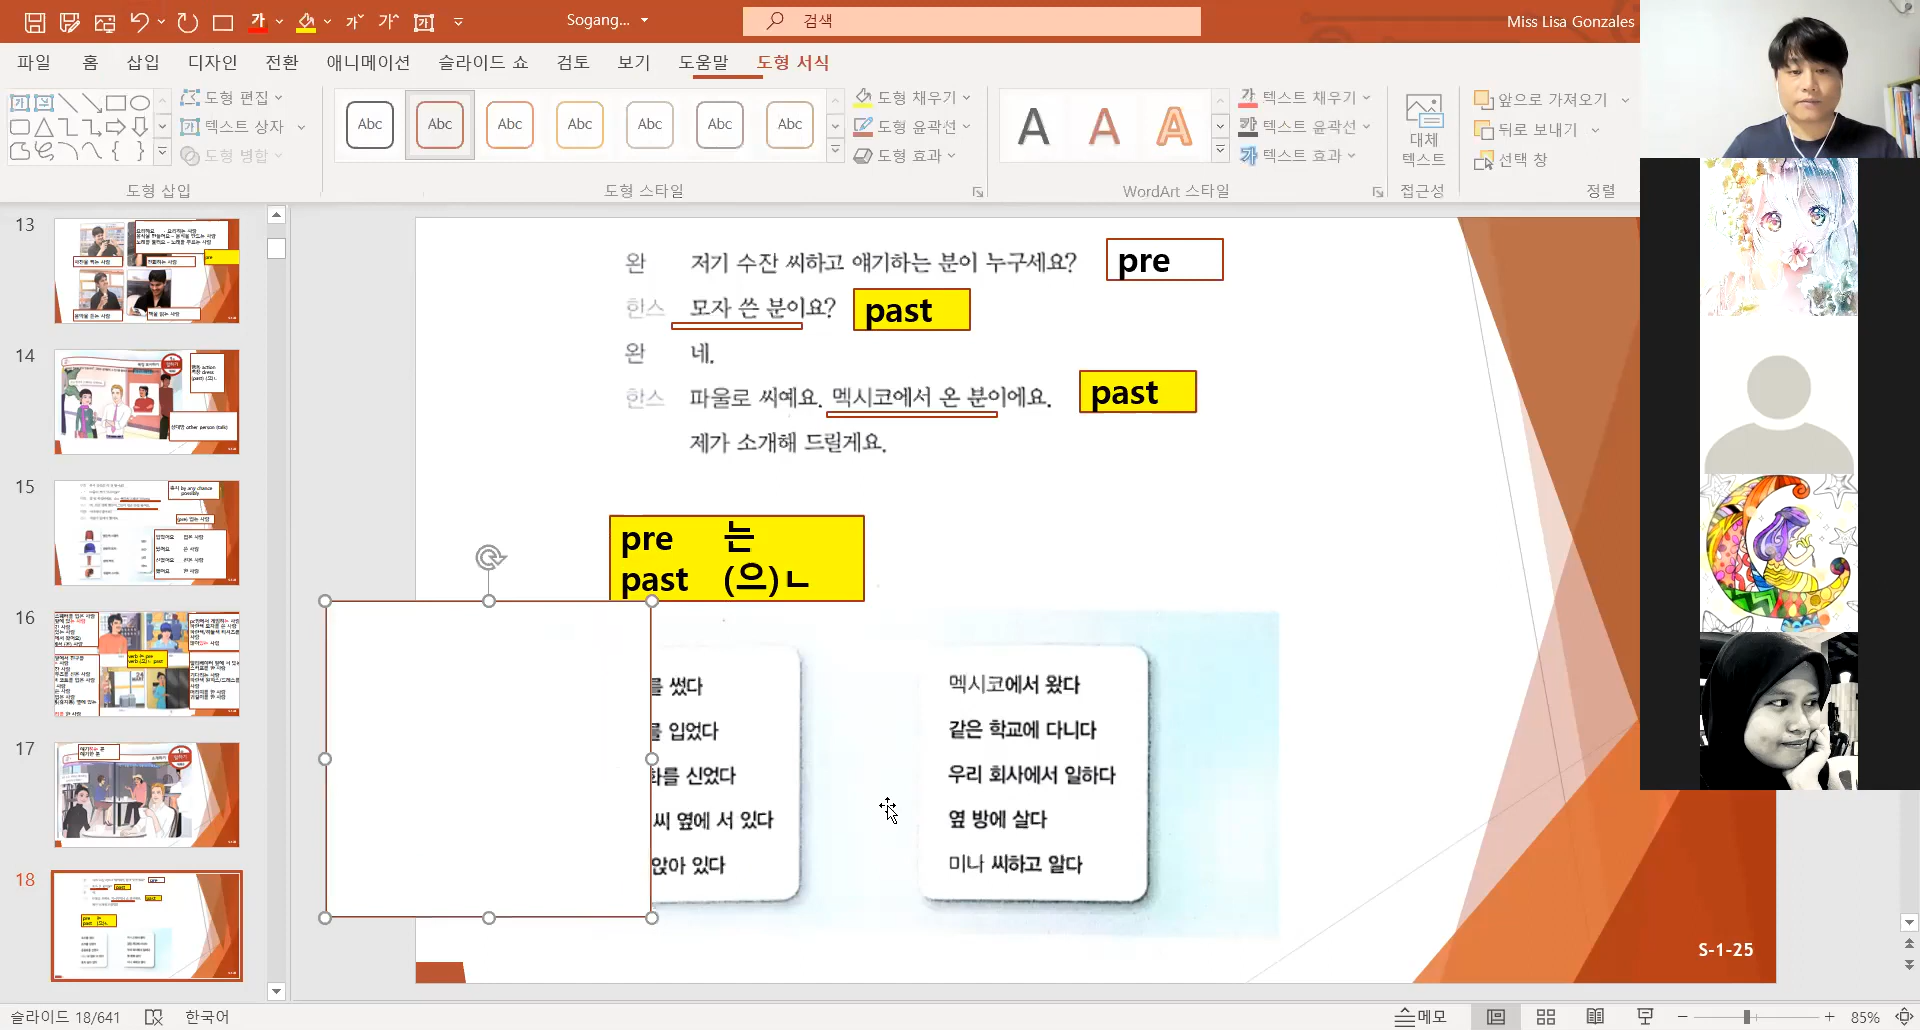 Sogang...
검색
Miss Lisa Gonzales
파일 홈 삽입 디자인 전환 애니메이션 슬라이드 쇼 검토 보기 도움말 도형 서식
도형 편집
텍스트 상자
도형 병합
도형 삽입
Abc Abc Abc Abc Abc Abc Abc
도형 채우기
도형 윤곽선
도형 효과
도형 스타일
A A A
텍스트 채우기
텍스트 윤곽선
텍스트 효과
WordArt 스타일
대체
텍스트
접근성
앞으로 가져오기
뒤로 보내기
선택 창
정렬
13
14
15
16
17
18
완 저기 수잔 씨하고 얘기하는 분이 누구세요? pre
한스 모자 쓴 분이요? past
완 네.
한스 파울로 씨예요. 멕시코에서 온 분이에요. past
제가 소개해 드릴게요.
pre 는
past (으)ㄴ
를 썼다
를 입었다
화를 신었다
씨 옆에 서 있다
앉아 있다
멕시코에서 왔다
같은 학교에 다니다
우리 회사에서 일하다
옆 방에 살다
미나 씨하고 알다
S-1-25
슬라이드 18/641
한국어
메모
85%